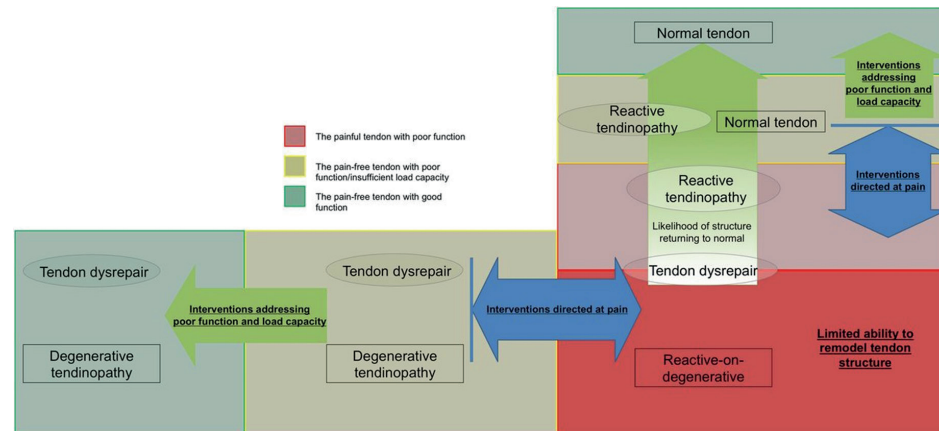 Normal tendon
Interventions
addressing
poor function and
load capacity
Reactive
tendinopathy
Normal tendon
The painful tendon with poor function
The pain-free tendon with poor
function/insufficient load capacity
The pain-free tendon with good
function
Reactive
tendinopathy
Interventions
directed at pain
Likelihood of structure
returning to normal
Tendon dysrepair
Tendon dysrepair
Tendon dysrepair
Interventions addressing
poor function and load capacity
Interventions directed at pain
Limited ability to
remodel tendon
structure
Degenerative
tendinopathy
Degenerative
tendinopathy
Reactive-on-
degenerative